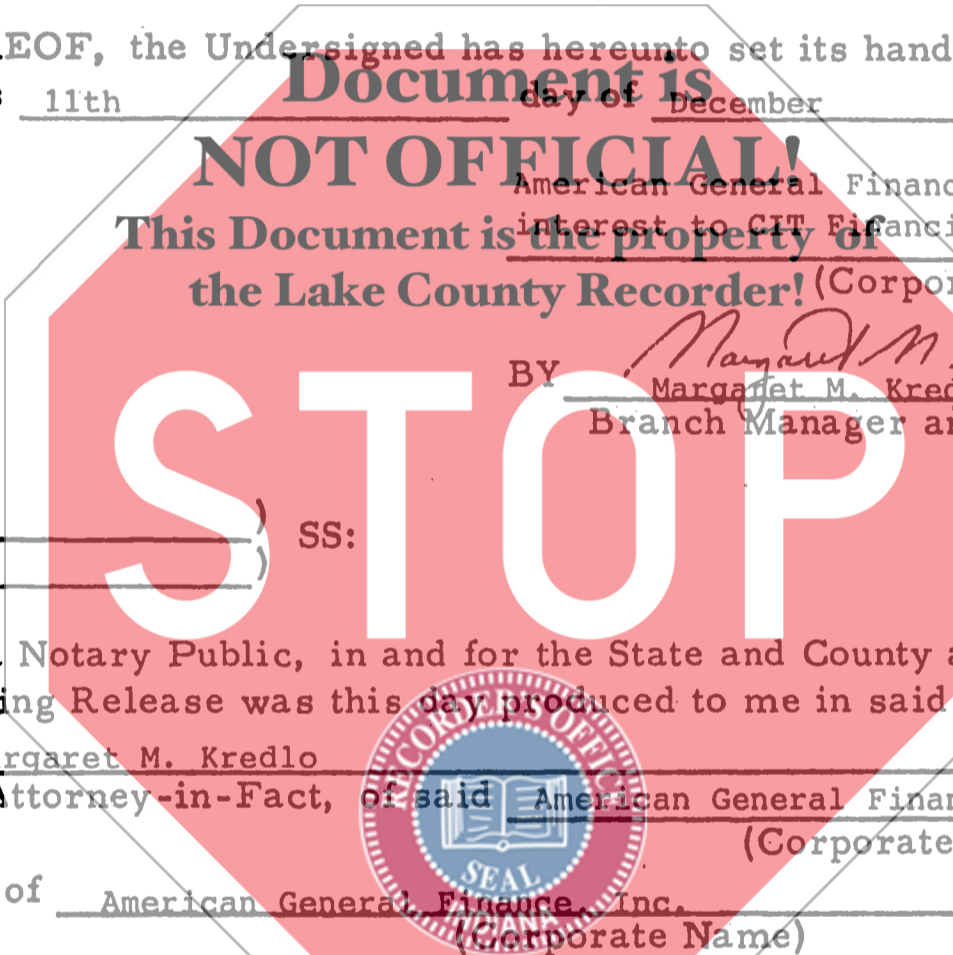 EOF, the Undersigned has hereunto set its hand
11th day of December
Document is
NOT OFFICIAL!
American General Financ
This Document is the property of
interest to CIT Financi
the Lake County Recorder!
(Corpor
STOP
BY Margaret M.
Margaret M. Kred
Branch Manager a
) SS:
)
Notary Public, in and for the State and County a
ing Release was this day produced to me in said
rgaret M. Kredlo
ttorney-in-Fact, of said American General Finan
(Corporate
of American General Finance, Inc.
(Corporate Name)
RECORDER'S OFFICE
SEAL
INDIANA